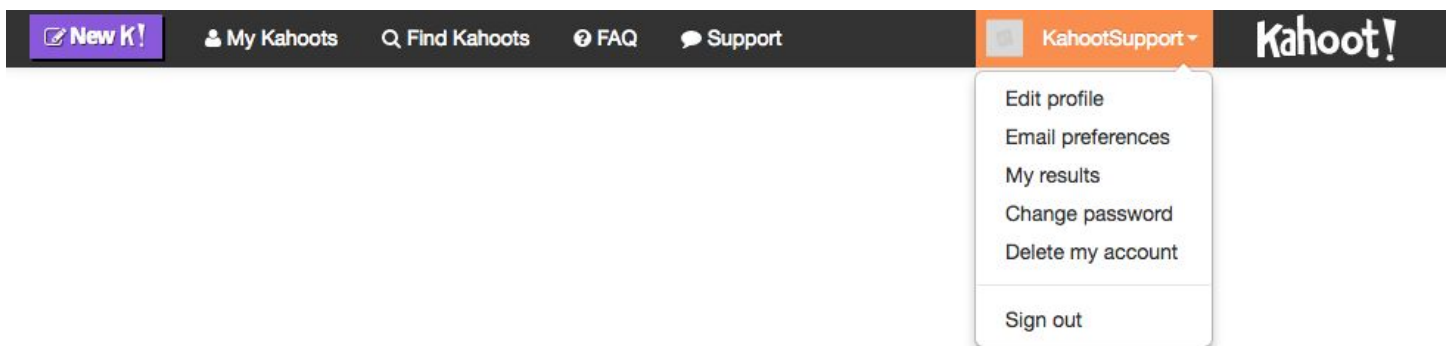 New K! My Kahoots Find Kahoots FAQ Support KahootSupport Kahoot!
Edit profile
Email preferences
My results
Change password
Delete my account
Sign out